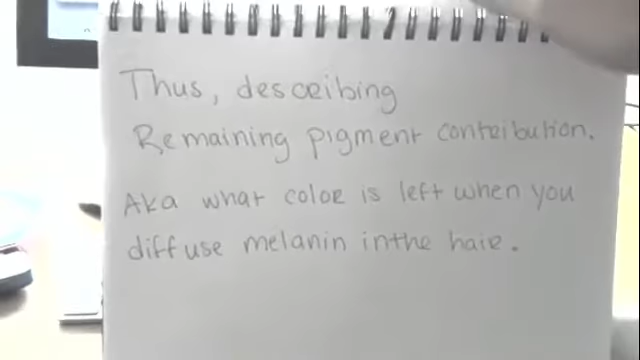 Thus, describing
Remaining pigment contribution.
Aka what color is left when you
diffuse melanin in the hair.